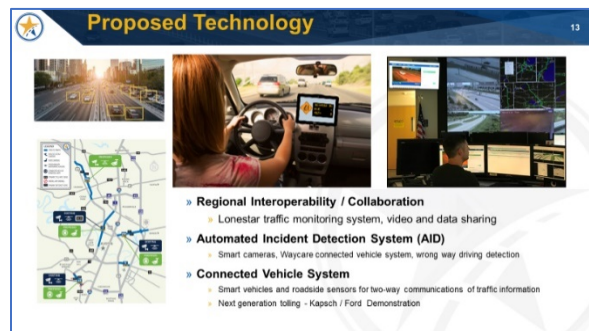 Proposed Technology
13
» Regional Interoperability / Collaboration
» Lonestar traffic monitoring system, video and data sharing
» Automated Incident Detection System (AID)
» Smart cameras, Waycare connected vehicle system, wrong way driving detection
» Connected Vehicle System
» Smart vehicles and roadside sensors for two-way communications of traffic information
» Next generation tolling - Kapsch / Ford Demonstration